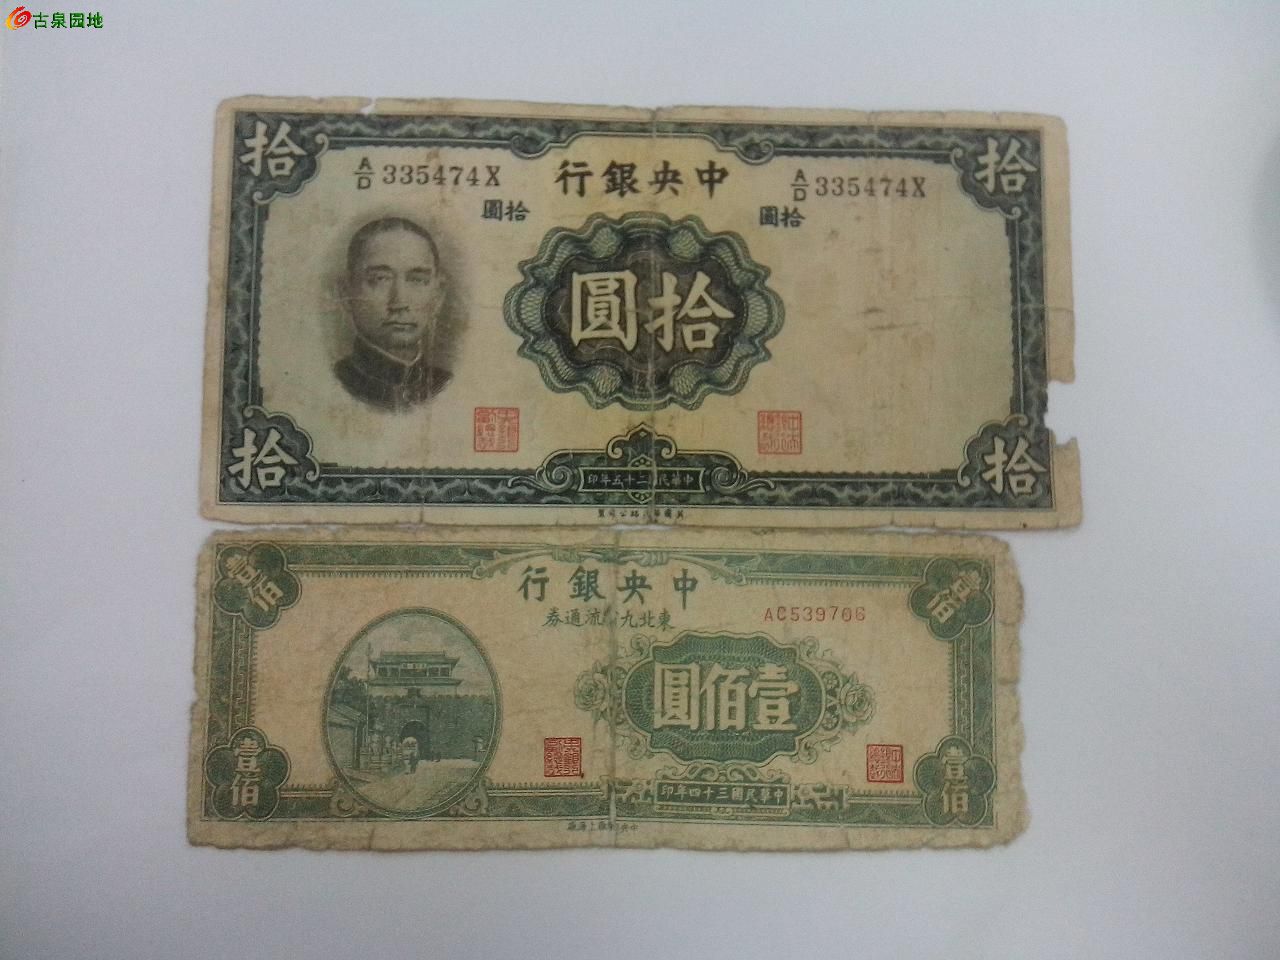 古泉园地
拾
拾
中央銀行
A/D 335474X
A/D 335474X
拾圓
拾圓
拾圓
拾
拾
中華民國二十五年印
中央銀行
東北九 流通券
AC539706
壹佰
壹佰
壹佰圓
中華民國三十四年印
壹佰
壹佰